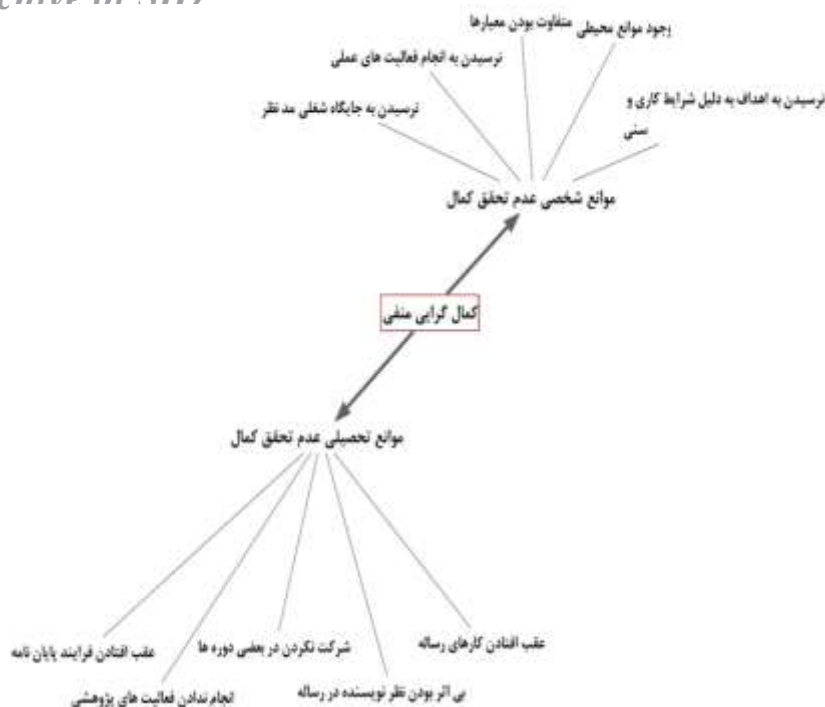 وجود موانع محیطی
متفاوت بودن معیارها
نرسیدن به انجام فعالیت های عملی
نرسیدن به اهداف به دلیل شرایط کاری و
سنی
نرسیدن به جایگاه شغلی مد نظر
موانع شخصی عدم تحقق کمال
کمال گرایی منفی
موانع تحصیلی عدم تحقق کمال
عقب افتادن کارهای رساله
شرکت نکردن در بعضی دوره ها
عقب افتادن فرایند پایان نامه
بی اثر بودن نظر نویسنده در رساله
انجام ندادن فعالیت های پژوهشی